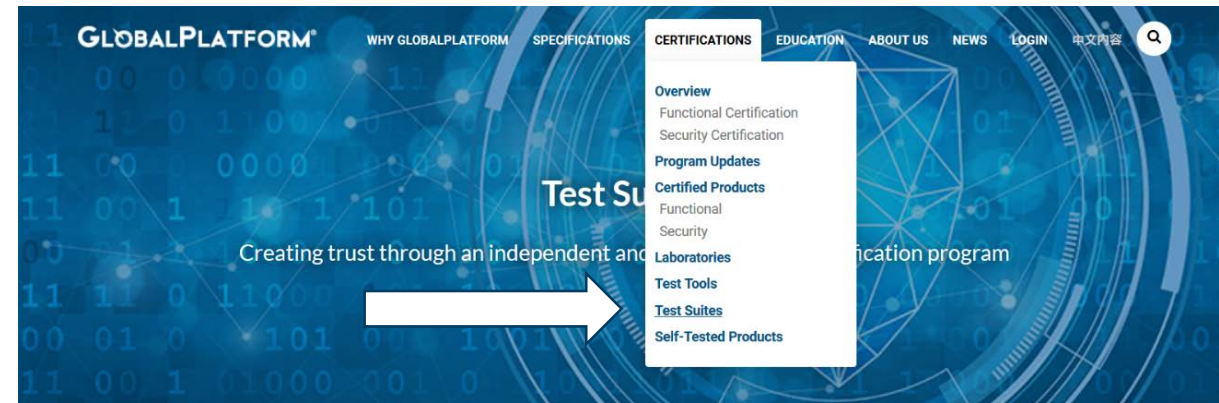 GLOBALPLATFORM®
WHY GLOBALPLATFORM SPECIFICATIONS CERTIFICATIONS EDUCATION ABOUT US NEWS LOGIN 中文内容
Overview
Functional Certification
Security Certification
Program Updates
Certified Products
Functional
Security
Laboratories
Test Tools
Test Suites
Self-Tested Products
Test Su
Creating trust through an independent and ification program